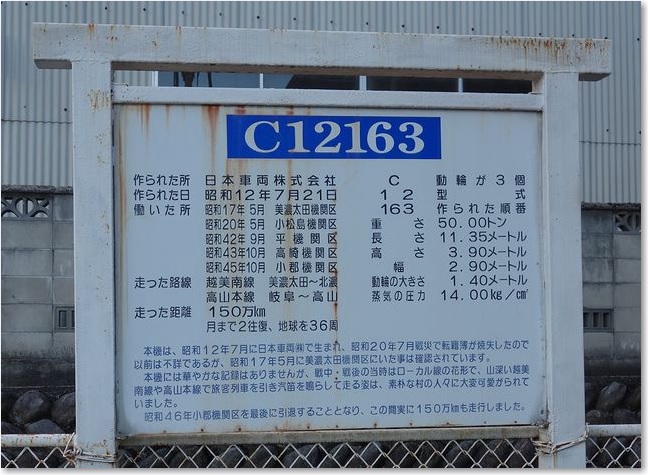 C12163
作られた所 日本車両株式会社 C 動輪が3個
作られた日 昭和12年7月21日 12 型式
働いた所 昭和17年5月 美濃太田機関区 163 作られた順番
昭和20年5月 小松島機関区 重さ 50.00トン
昭和42年9月 平機関区 長さ 11.35メートル
昭和43年10月 高崎機関区 高さ 3.90メートル
昭和45年10月 小郡機関区 幅 2.90メートル
走った路線 越美南線 美濃太田〜北濃 動輪の大きさ 1.40メートル
高山本線 岐阜〜高山 蒸気の圧力 14.00kg/cm²
走った距離 150万km
月まで2往復、地球を36周
本機は、昭和12年7月に日本車両㈱で生まれ、昭和20年7月戦災で転籍簿が焼失したので
以前は不詳であるが、昭和17年5月に美濃太田機関区にいた事は確認されています。
本機には華やかな記録はありませんが、戦中・戦後の当時はローカル線の花形で、山深い越美
南線や高山本線で旅客列車を引き汽笛を鳴らして走る姿は、素朴な村の人々に大変可愛がられて
いました。
昭和46年小郡機関区を最後に引退することとなり、この間実に150万kmも走行しました。